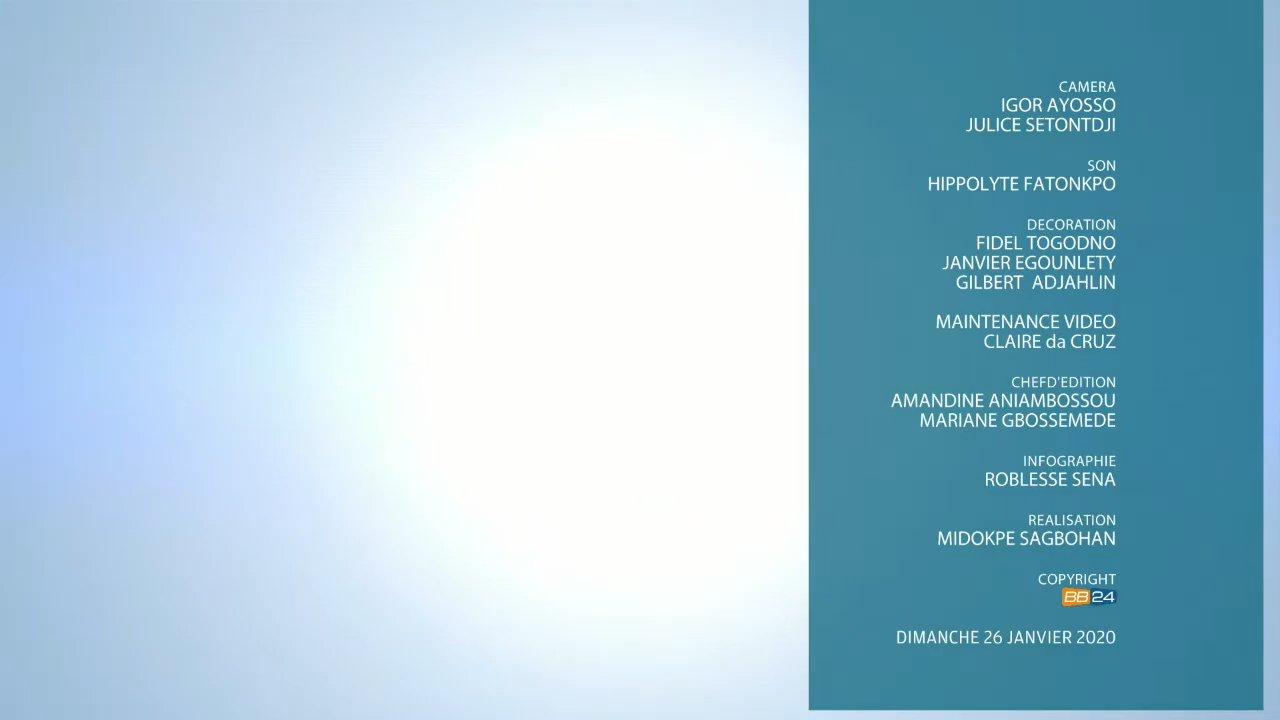 CAMERA
IGOR AYOSSO
JULICE SETONTDJI
SON
HIPPOLYTE FATONKPO
DECORATION
FIDEL TOGODNO
JANVIER EGOUNLETY
GILBERT  ADJAHLIN
MAINTENANCE VIDEO
CLAIRE da CRUZ
CHEFD'EDITION
AMANDINE ANIAMBOSSOU
MARIANE GBOSSEMEDE
INFOGRAPHIE
ROBLESSE SENA
REALISATION
MIDOKPE SAGBOHAN
COPYRIGHT
BB24
DIMANCHE 26 JANVIER 2020